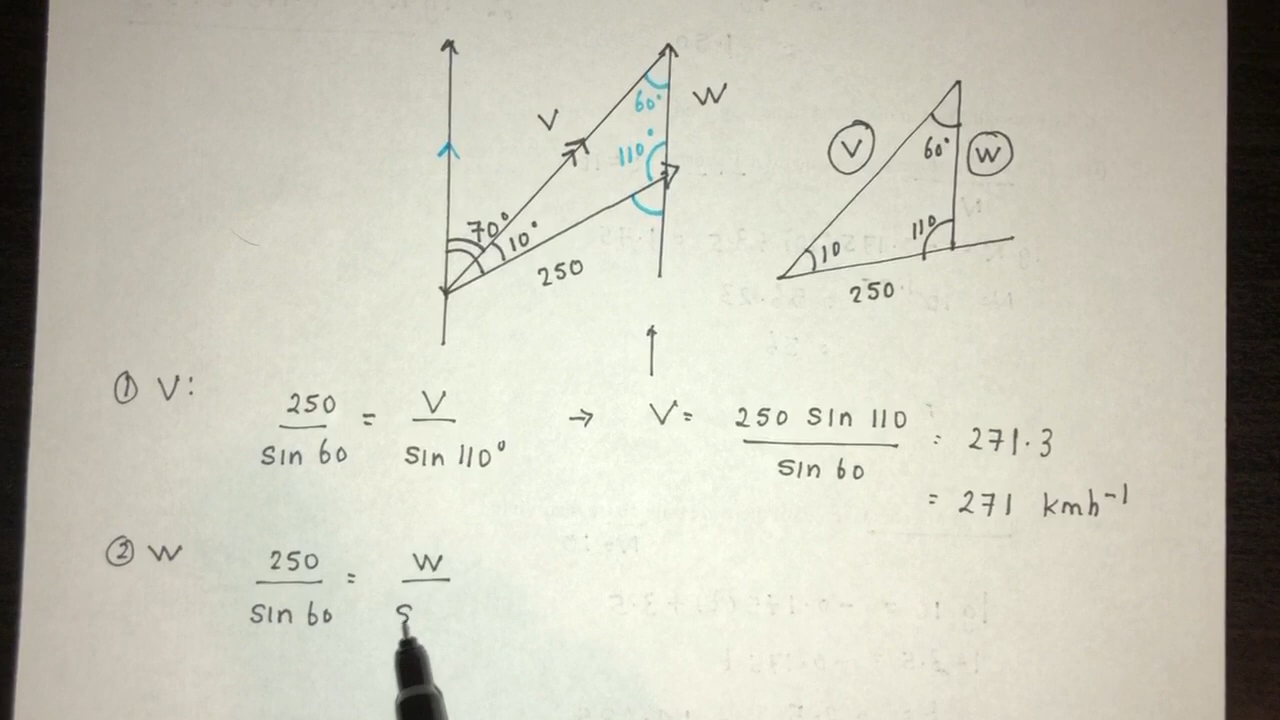 V
60°
W
110°
70°
10°
250
V
60°
W
110
10
250
① V:
250 / sin 60 = V / sin 110° → V = 250 sin 110 / sin 60 = 271.3
= 271 kmh⁻¹
② W
250 / sin 60 = W / s